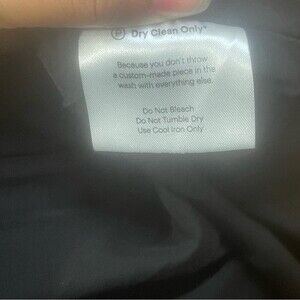 Ⓟ Dry Clean Only*
Because you don't throw
a custom-made piece in the
wash with everything else.
Do Not Bleach
Do Not Tumble Dry
Use Cool Iron Only